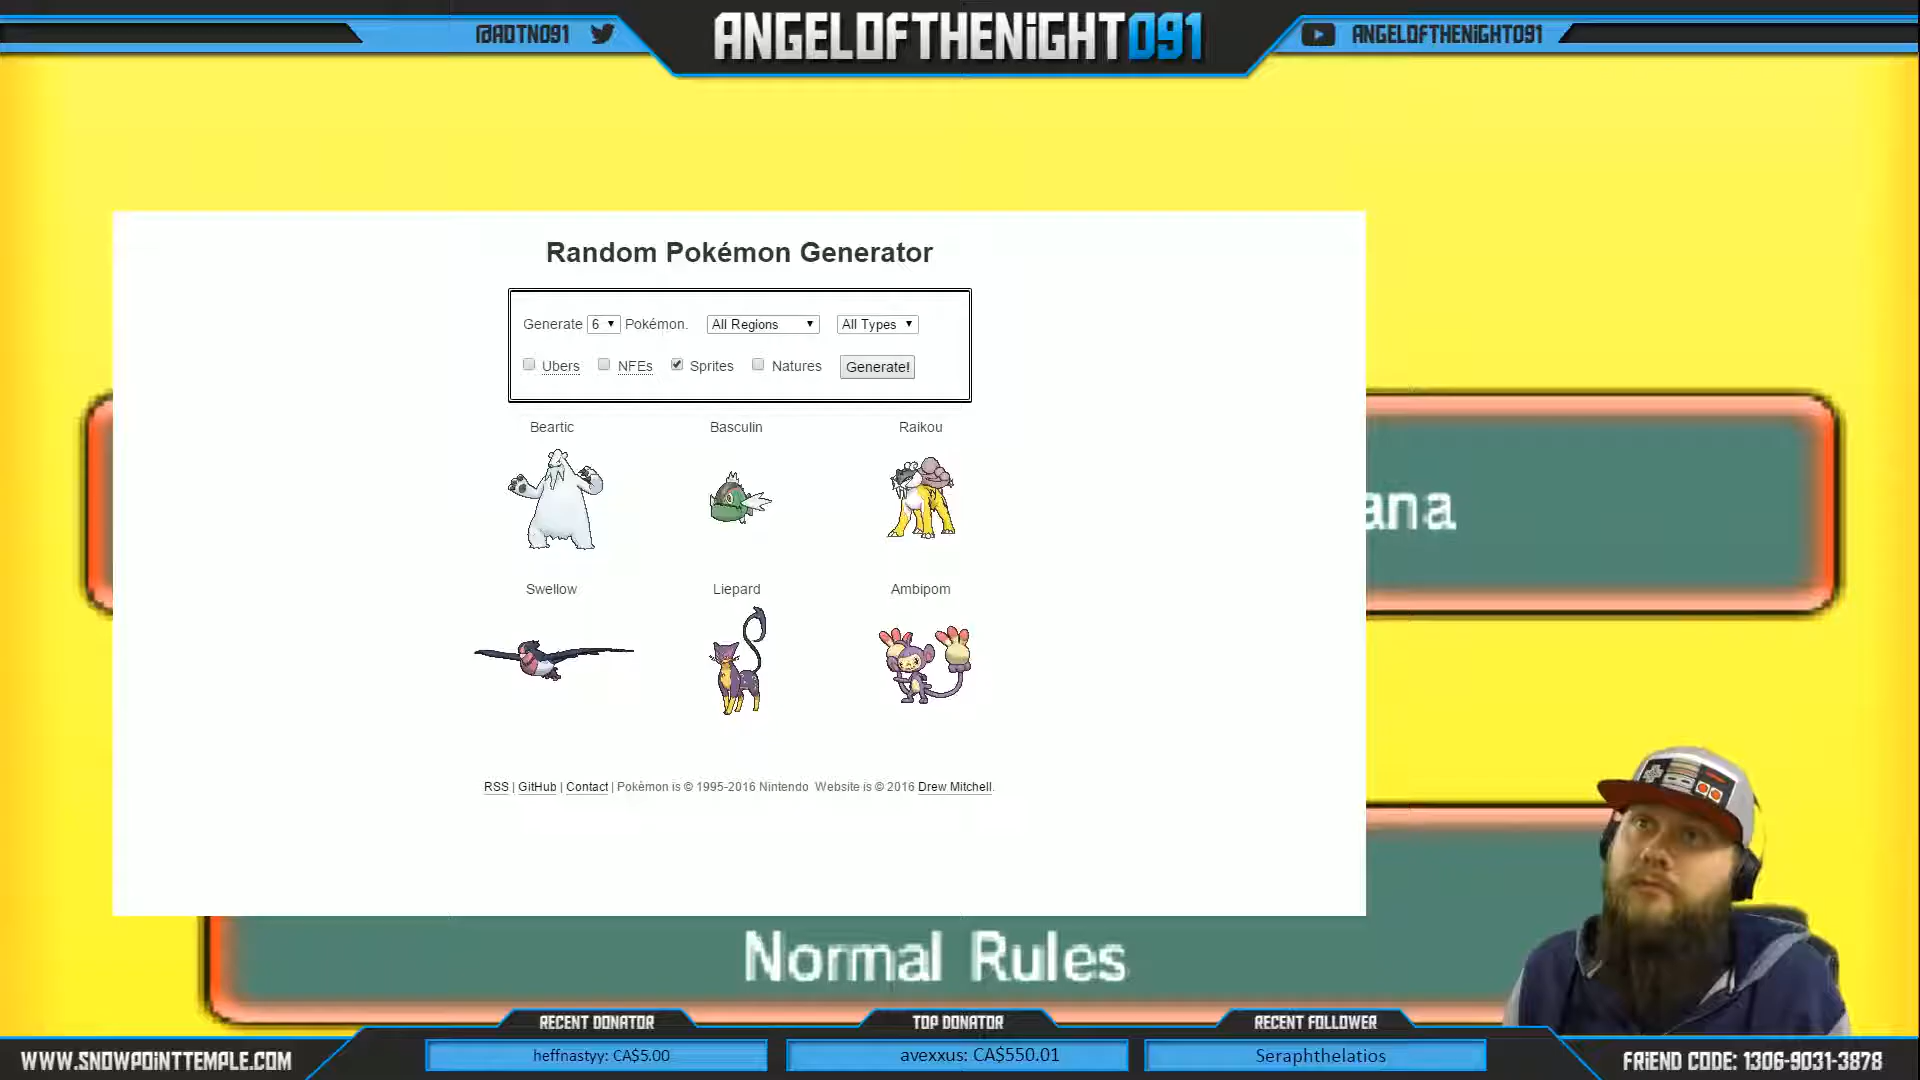 @AOTN091
ANGELOFTHENiGHT091
ANGELOFTHENiGHT091
Random Pokémon Generator
Generate 6 Pokémon. All Regions All Types
Ubers NFEs Sprites Natures Generate!
Beartic Basculin Raikou
ana
Swellow Liepard Ambipom
RSS | GitHub | Contact | Pokémon is © 1995-2016 Nintendo Website is © 2016 Drew Mitchell.
Normal Rules
RECENT DONATOR TOP DONATOR RECENT FOLLOWER
WWW.SNOWPOiNTTEMPLE.COM heffnastyy: CA$5.00 avexxus: CA$550.01 Seraphthelatios FRiEND CODE: 1306-9031-3878